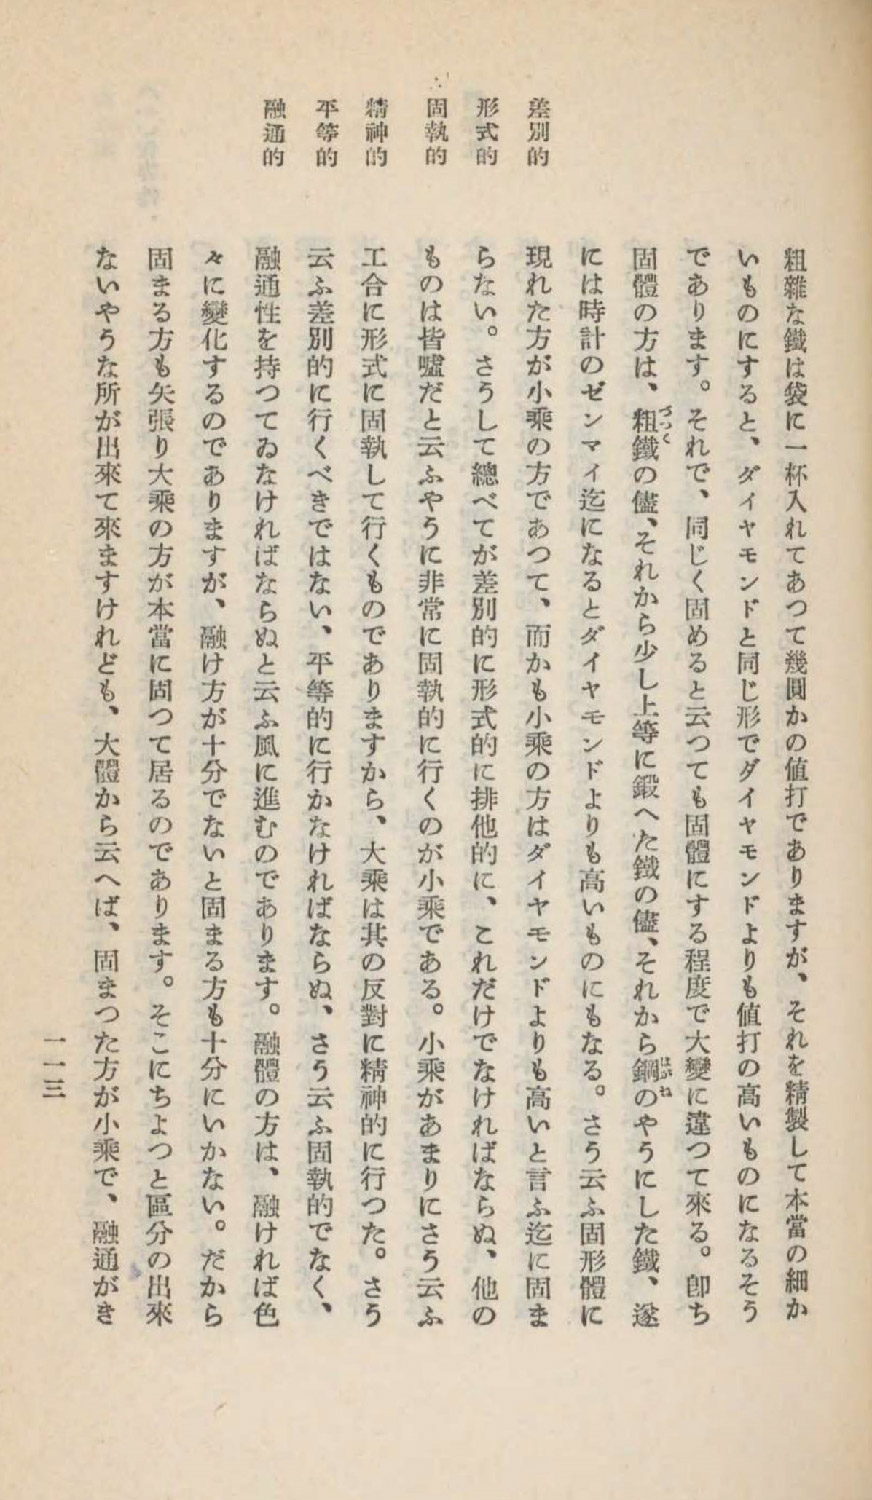 差別的
形式的
固執的
精神的
平等的
融通的
粗雜な鐵は袋に一杯入れてあつて幾圓かの値打でありますが、それを精製して本當の細か
いものにすると、ダイヤモンドと同じ形でダイヤモンドよりも値打の高いものになるそう
であります。それで、同じく固めると云つても固體にする程度で大變に違つて來る。卽ち
固體の方は、粗鐵の儘、それから少し上等に鍛へた鐵の儘、それから鋼のやうにした鐵、遂
には時計のゼンマイ迄になるとダイヤモンドよりも高いものにもなる。さう云ふ固形體に
現れた方が小乘の方であつて、而かも小乘の方はダイヤモンドよりも高いと言ふ迄に固ま
らない。さうして總べてが差別的に形式的に排他的に、これだけでなければならぬ、他の
ものは皆噓だと云ふやうに非常に固執的に行くのが小乘である。小乘があまりにさう云ふ
工合に形式に固執して行くものでありますから、大乘は其の反對に精神的に行つた。さう
云ふ差別的に行くべきではない、平等的に行かなければならぬ、さう云ふ固執的でなく、
融通性を持つてゐなければならぬと云ふ風に進むのであります。融體の方は、融ければ色
々に變化するのでありますが、融け方が十分でないと固まる方も十分にいかない。だから
固まる方も矢張り大乘の方が本當に固つて居るのであります。そこにちよつと區分の出來
ないやうな所が出來て來ますけれども、大體から云へば、固まつた方が小乘で、融通がき
一一三